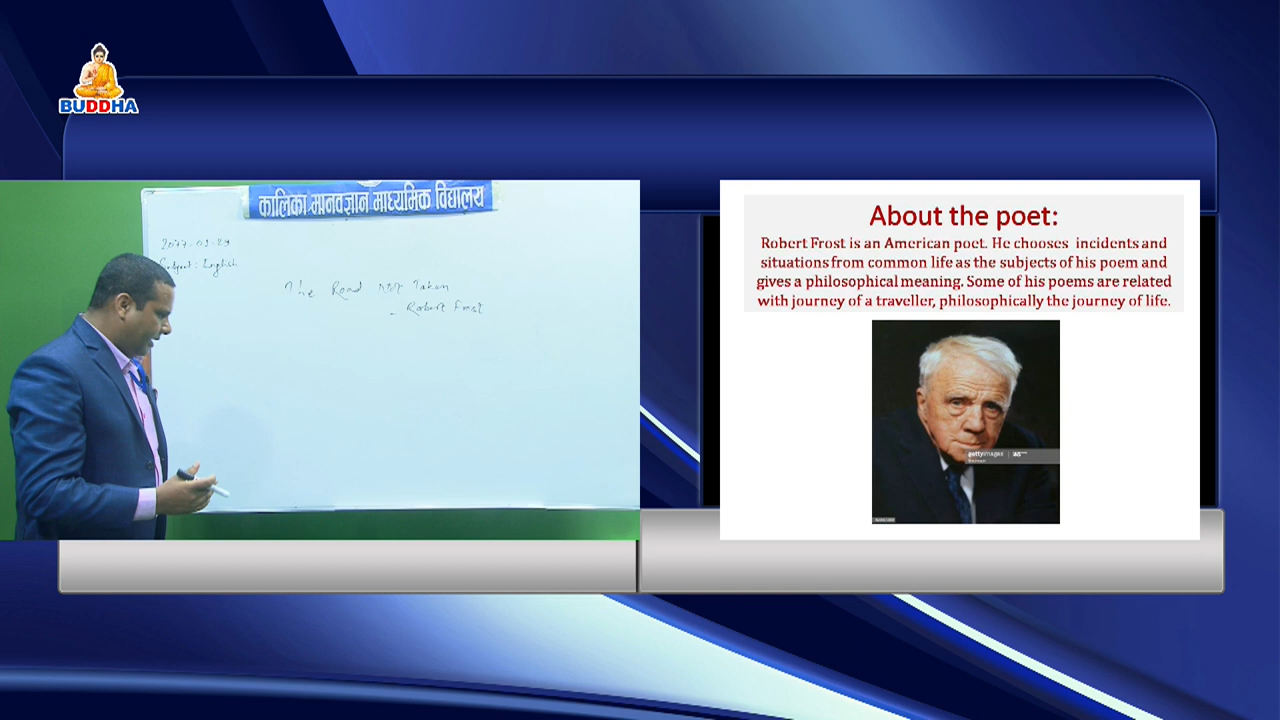 BUDDHA
कालिका मानवज्ञान माध्यमिक विद्यालय
2077-01-29
Subject : English
The Road not Taken
- Robert Frost
About the poet:
Robert Frost is an American poet. He chooses incidents and
situations from common life as the subjects of his poem and
gives a philosophical meaning. Some of his poems are related
with journey of a traveller, philosophically the journey of life.
gettyimages